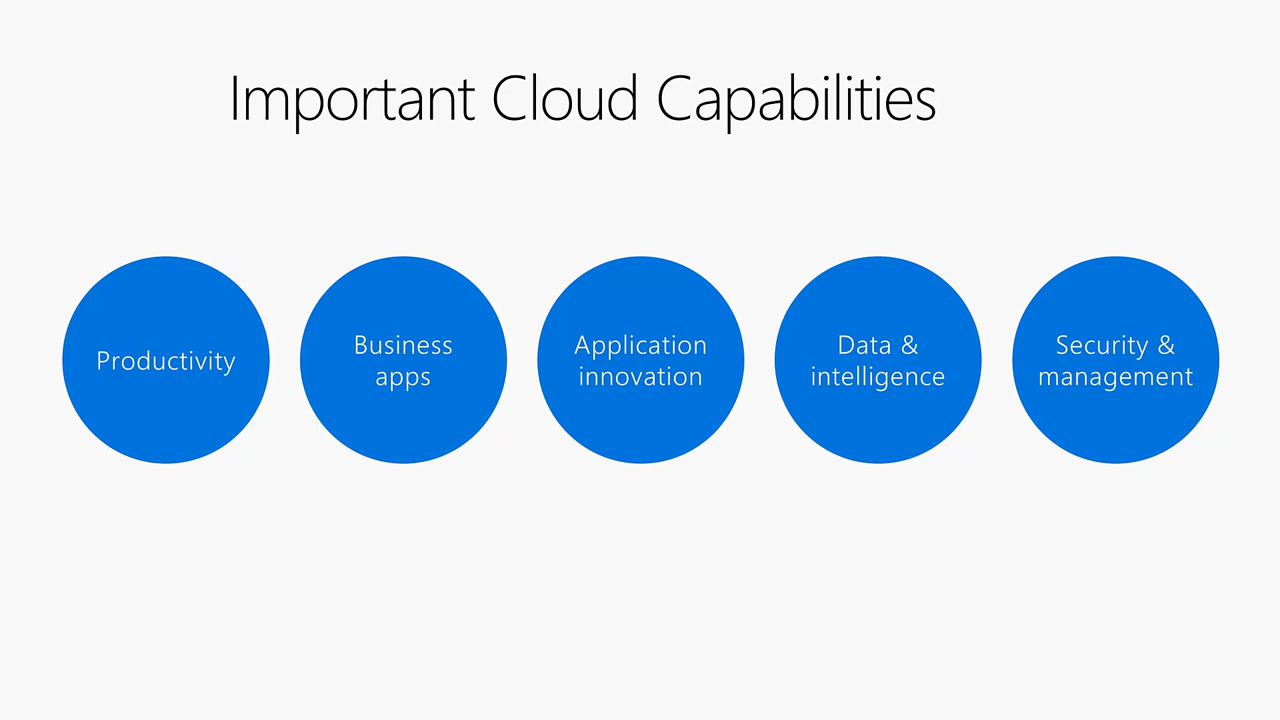 Important Cloud Capabilities
Productivity
Business
apps
Application
innovation
Data &
intelligence
Security &
management